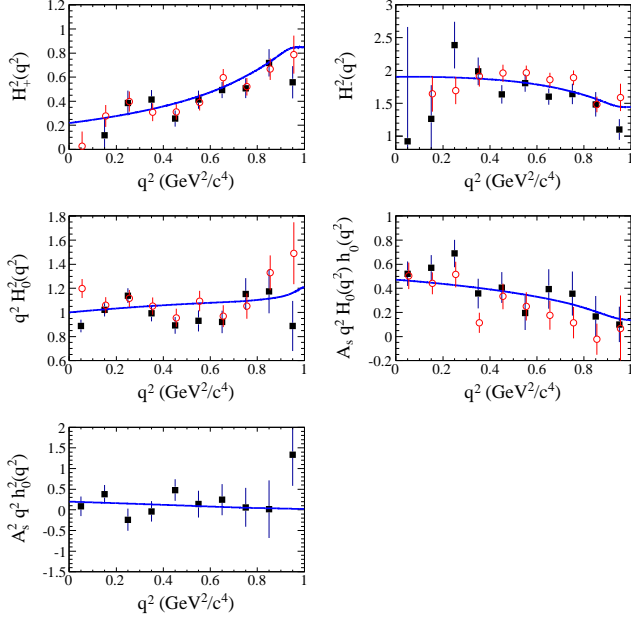 H²₊(q²)
1.2
1
0.8
0.6
0.4
0.2
0
0 0.2 0.4 0.6 0.8 1
q² (GeV²/c⁴)
H²₋(q²)
3
2.5
2
1.5
1
0 0.2 0.4 0.6 0.8 1
q² (GeV²/c⁴)
q² H²₀(q²)
1.8
1.6
1.4
1.2
1
0.8
0.6
0 0.2 0.4 0.6 0.8 1
q² (GeV²/c⁴)
Aₛ q² H₀(q²) h₀(q²)
1
0.8
0.6
0.4
0.2
0
-0.2
0 0.2 0.4 0.6 0.8 1
q² (GeV²/c⁴)
A²ₛ q² h²₀(q²)
2
1.5
1
0.5
0
-0.5
-1
-1.5
0 0.2 0.4 0.6 0.8 1
q² (GeV²/c⁴)